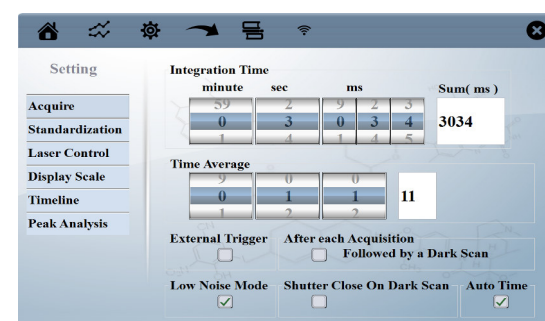 Setting
Integration Time
minute sec ms Sum( ms )
59 2 9 2 3
0 3 0 3 4 3034
1 4 1 4 5
Time Average
9 0 0
0 1 1 11
1 2 2
Acquire
Standardization
Laser Control
Display Scale
Timeline
Peak Analysis
External Trigger After each Acquisition
Followed by a Dark Scan
Low Noise Mode Shutter Close On Dark Scan Auto Time